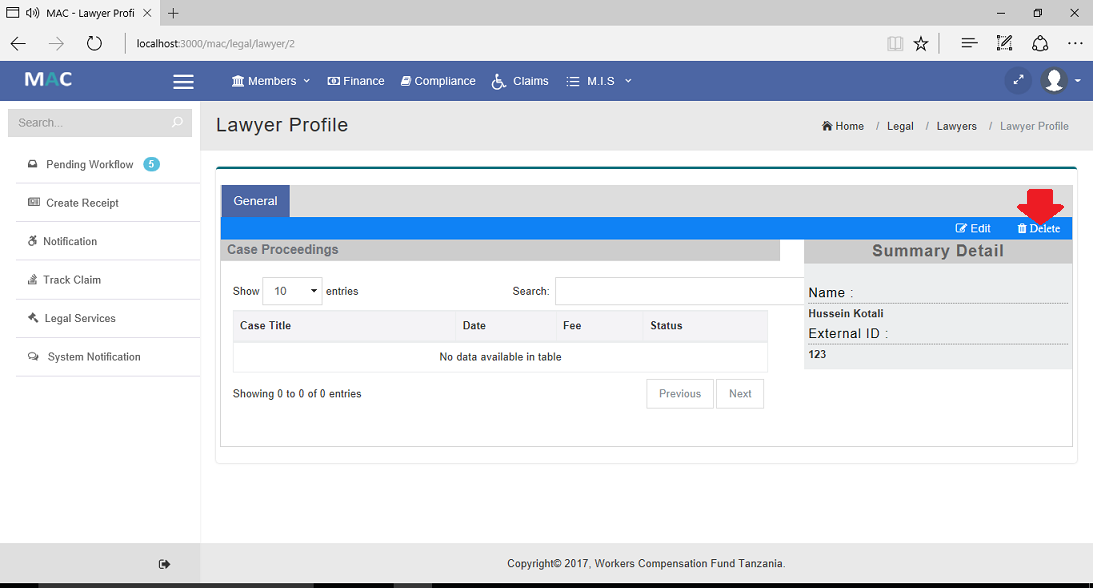 MAC - Lawyer Profi
localhost:3000/mac/legal/lawyer/2
MAC
Members Finance Compliance Claims M.I.S
Search...
Lawyer Profile
Home / Legal / Lawyers / Lawyer Profile
Pending Workflow 5
Create Receipt
Notification
Track Claim
Legal Services
System Notification
General
Edit Delete
Case Proceedings
Show 10 entries Search:
Case Title Date Fee Status
No data available in table
Showing 0 to 0 of 0 entries Previous Next
Summary Detail
Name :
Hussein Kotali
External ID :
123
Copyright© 2017, Workers Compensation Fund Tanzania.